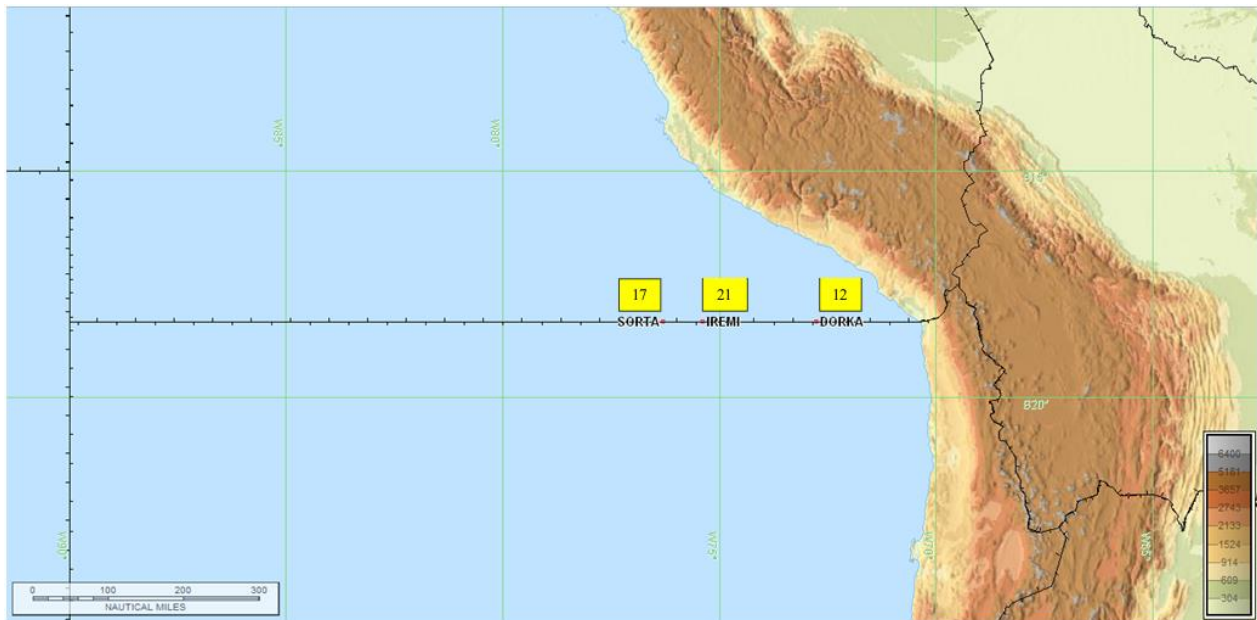 W85°
W80°
S15°
17
21
12
SORTA
IREMI
DORKA
B20°
W90°
W75°
W70°
W65°
0 100 200 300
NAUTICAL MILES
6400
5181
3657
2743
2133
1524
914
609
304